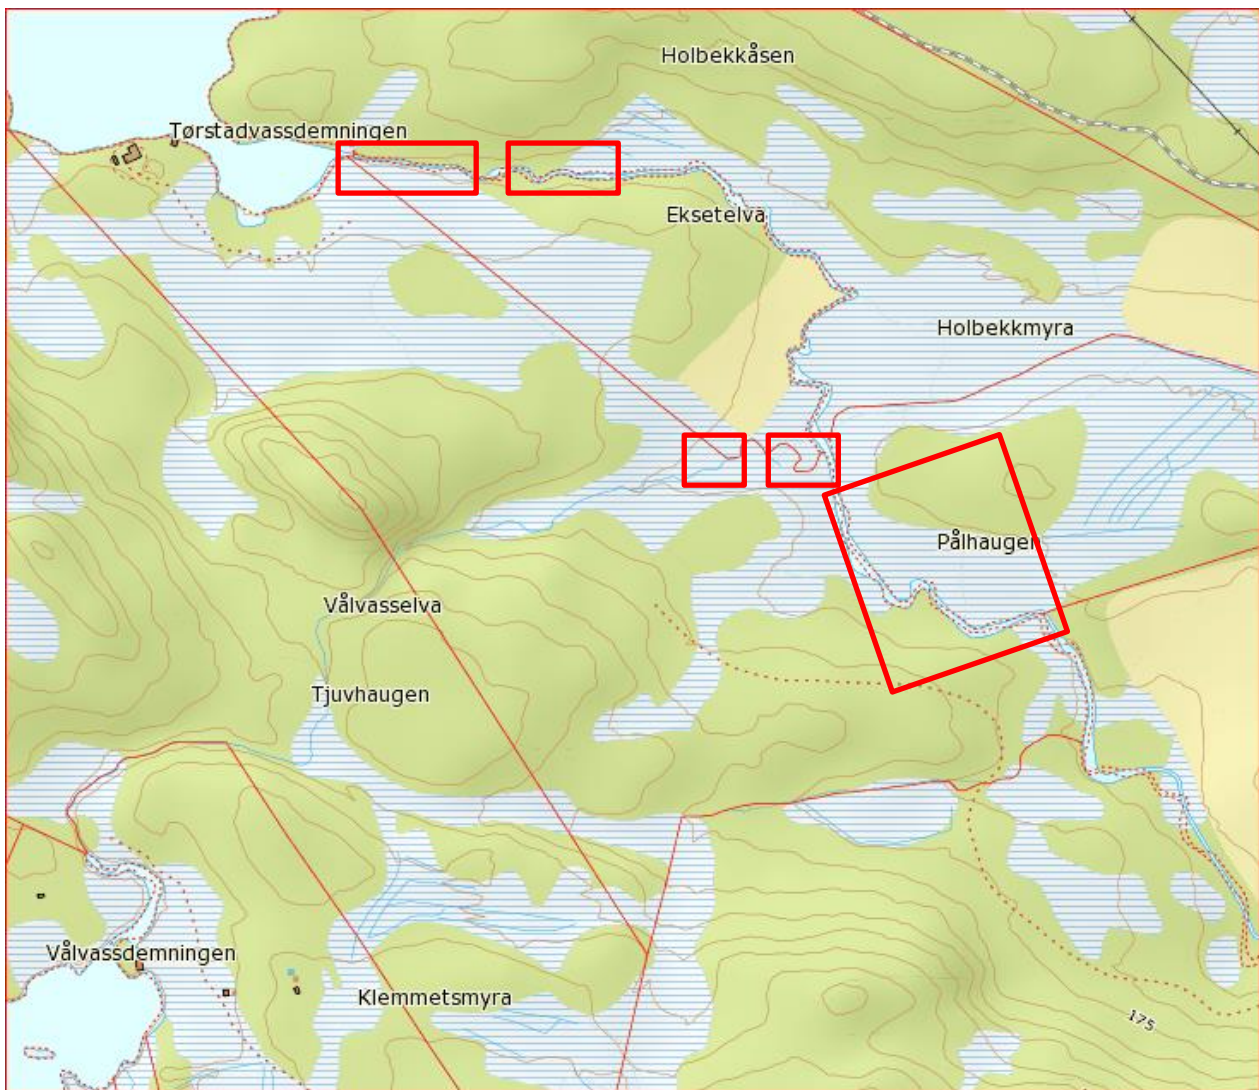 Holbekkåsen
Tørstadvassdemningen
Eksetelva
Holbekkmyra
Pålhaugen
Vålvasselva
Tjuvhaugen
Vålvassdemningen
Klemmetsmyra
175